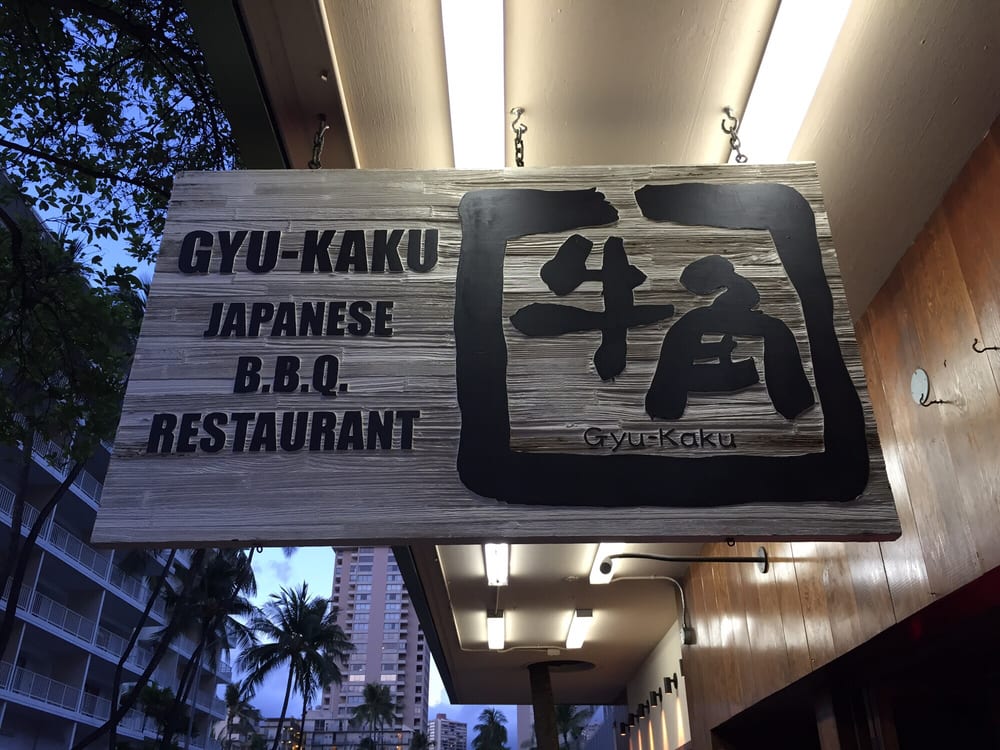 GYU-KAKU
JAPANESE
B.B.Q.
RESTAURANT
牛角
Gyu-Kaku